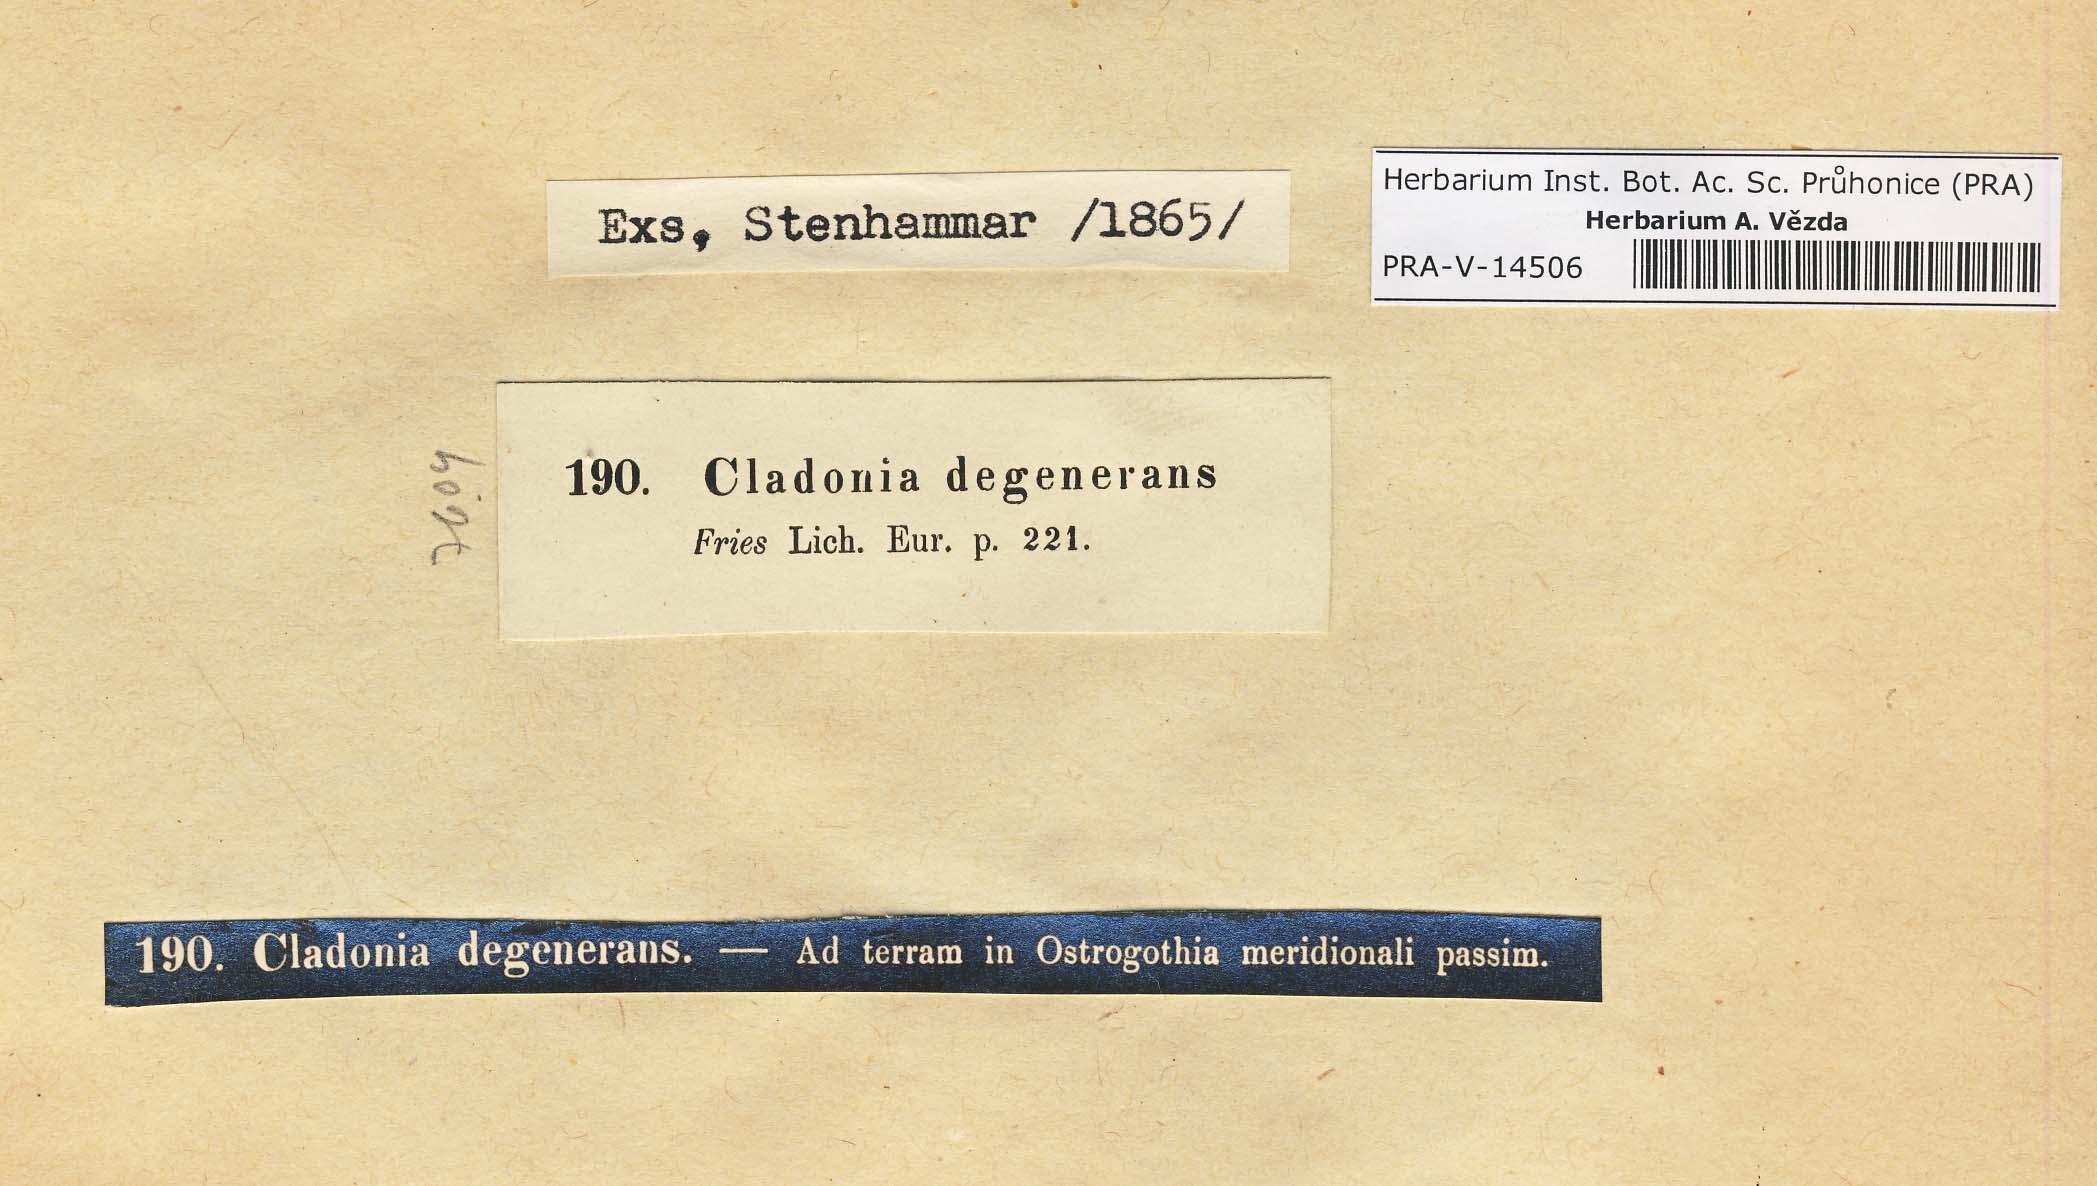 Exs, Stenhammar /1865/
Herbarium Inst. Bot. Ac. Sc. Průhonice (PRA)
Herbarium A. Vězda
PRA-V-14506
190. Cladonia degenerans
Fries Lich. Eur. p. 221.
190. Cladonia degenerans. — Ad terram in Ostrogothia meridionali passim.